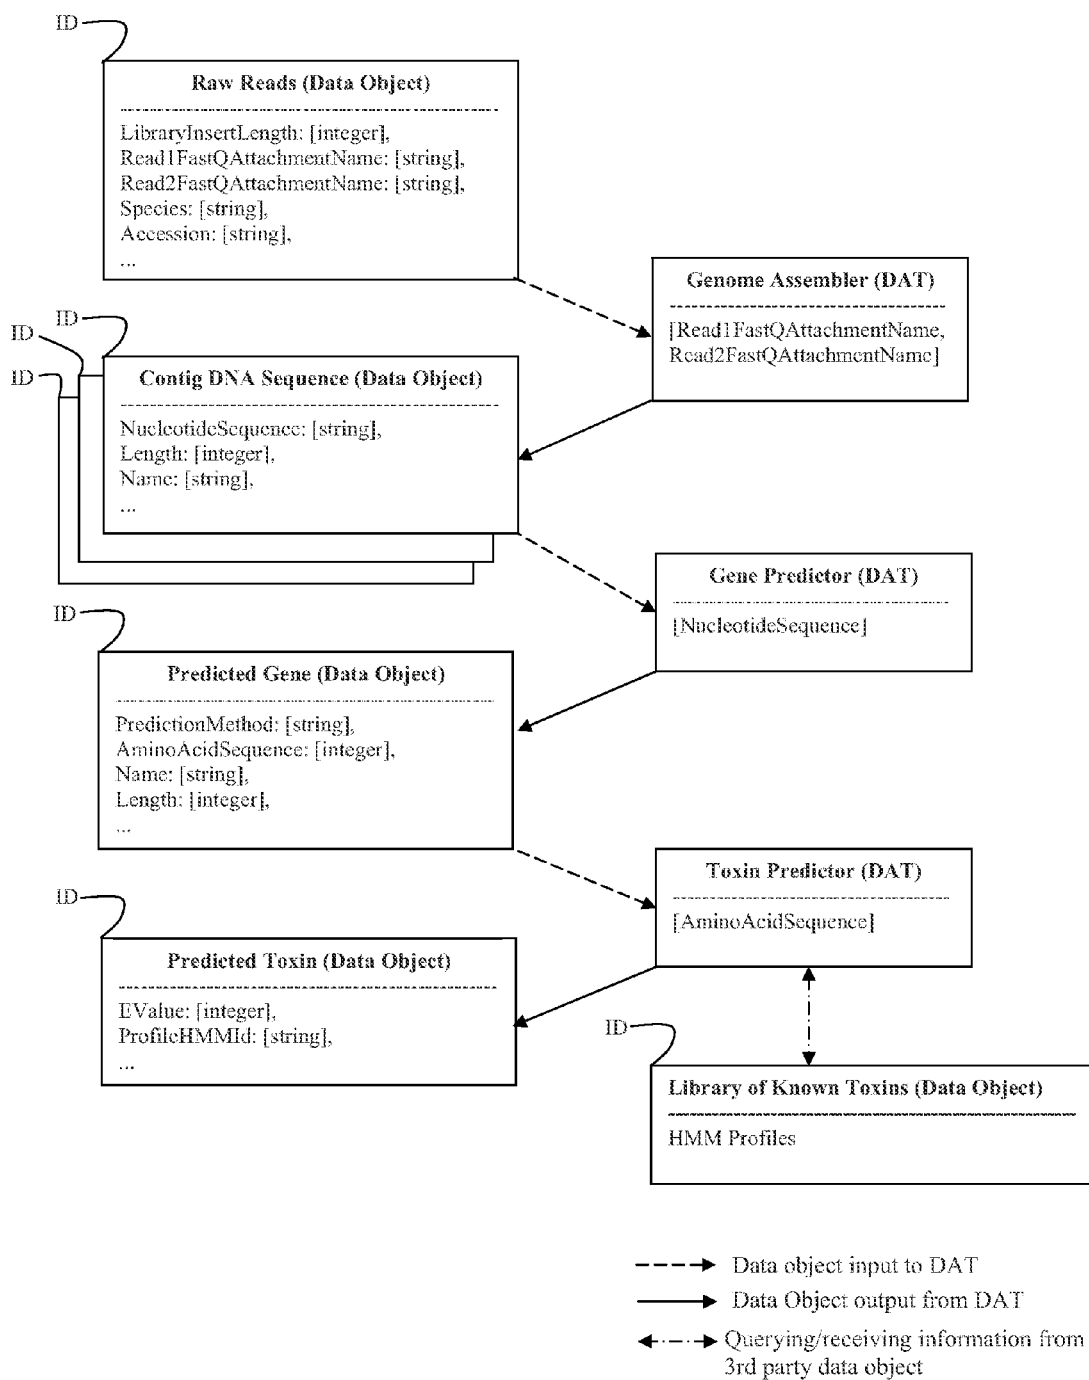 ID
Raw Reads (Data Object)
LibraryInsertLength: [integer],
Read1FastQAttachmentName: [string],
Read2FastQAttachmentName: [string],
Species: [string],
Accession: [string],
...
Genome Assembler (DAT)
[Read1FastQAttachmentName,
Read2FastQAttachmentName]
ID
ID
ID
Contig DNA Sequence (Data Object)
NucleotideSequence: [string],
Length: [integer],
Name: [string],
...
Gene Predictor (DAT)
[NucleotideSequence]
ID
Predicted Gene (Data Object)
PredictionMethod: [string],
AminoAcidSequence: [integer],
Name: [string],
Length: [integer],
...
Toxin Predictor (DAT)
[AminoAcidSequence]
ID
Predicted Toxin (Data Object)
EValue: [integer],
ProfileHMMId: [string],
...
ID
Library of Known Toxins (Data Object)
HMM Profiles
Data object input to DAT
Data Object output from DAT
Querying/receiving information from
3rd party data object